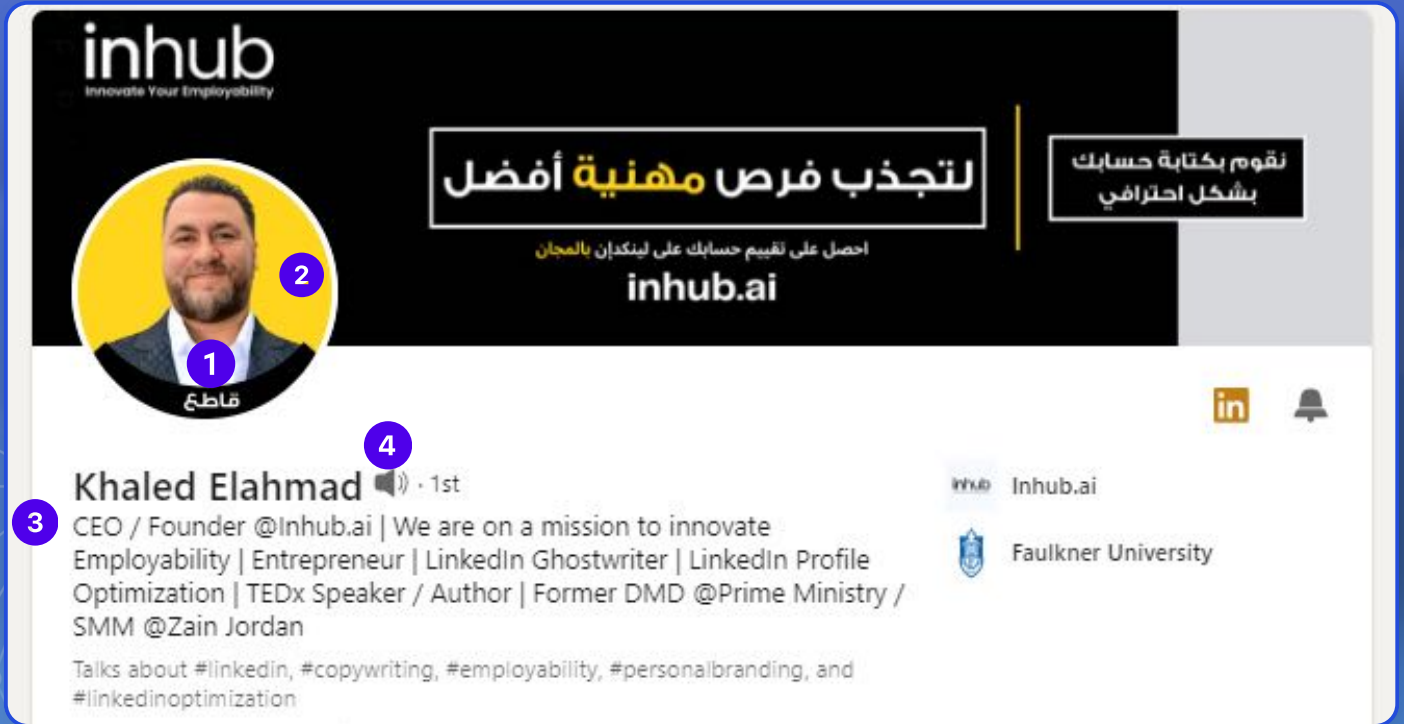 inhub
Innovate Your Employability
نقوم بكتابة حسابك
بشكل احترافي
لتجذب فرص مهنية أفضل
احصل على تقييم حسابك على لينكدإن بالمجان
inhub.ai
2
1
قاطع
in
4
Khaled Elahmad · 1st
3
CEO / Founder @Inhub.ai | We are on a mission to innovate
Employability | Entrepreneur | LinkedIn Ghostwriter | LinkedIn Profile
Optimization | TEDx Speaker / Author | Former DMD @Prime Ministry /
SMM @Zain Jordan
Talks about #linkedin, #copywriting, #employability, #personalbranding, and
#linkedinoptimization
inhub Inhub.ai
Faulkner University